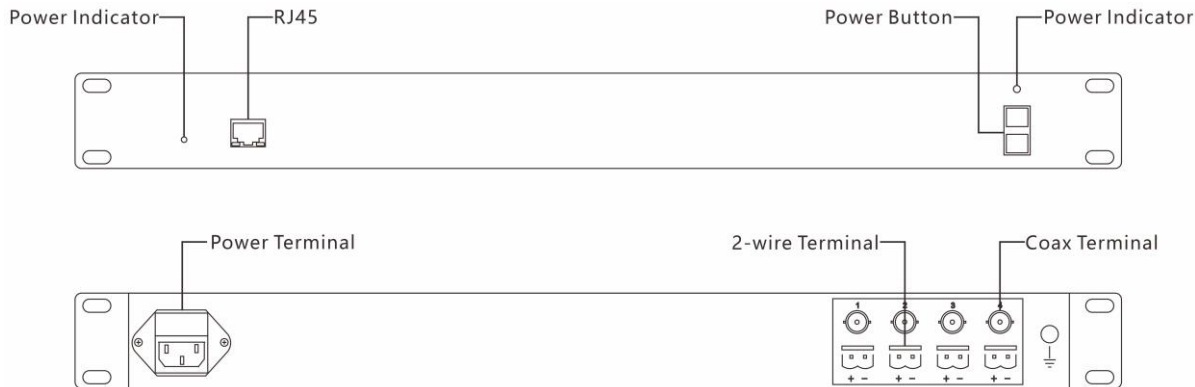 Power Indicator
RJ45
Power Button
Power Indicator
Power Terminal
2-wire Terminal
Coax Terminal
1 2 3 4
+ - + - + - + -